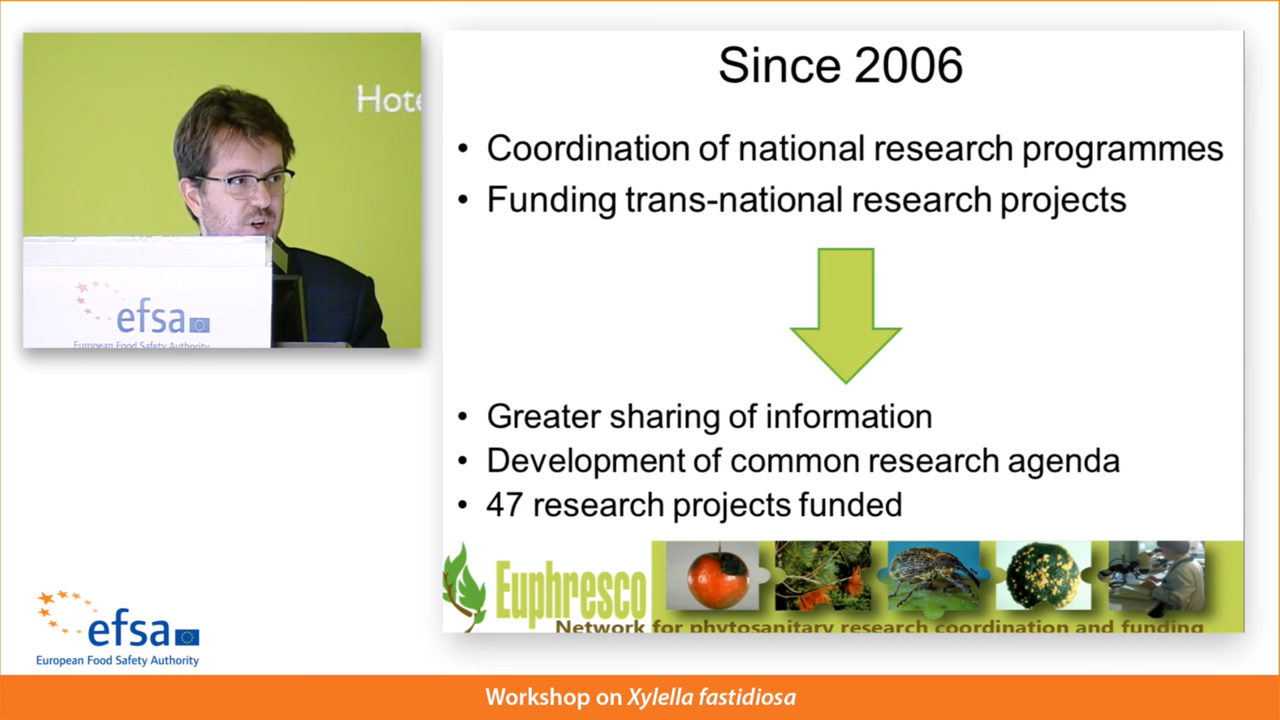 Hote
efsa
European Food Safety Authority
Since 2006
• Coordination of national research programmes
• Funding trans-national research projects
• Greater sharing of information
• Development of common research agenda
• 47 research projects funded
Euphresco
Network for phytosanitary research coordination and funding
efsa
European Food Safety Authority
Workshop on Xylella fastidiosa